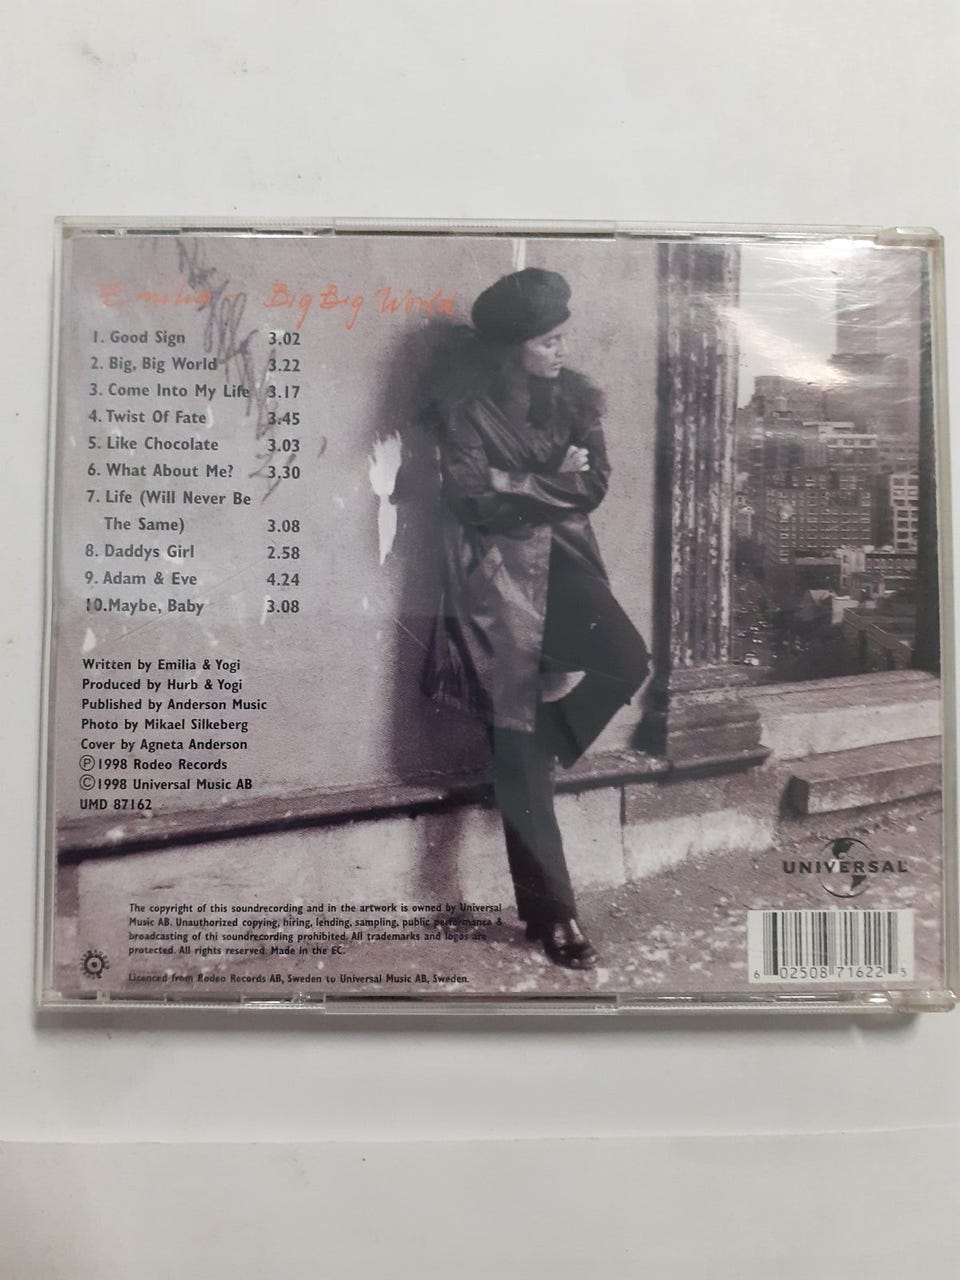 Emilia - Big Big World
1. Good Sign 3.02
2. Big, Big World 3.22
3. Come Into My Life 3.17
4. Twist Of Fate 3.45
5. Like Chocolate 3.03
6. What About Me? 3.30
7. Life (Will Never Be
The Same) 3.08
8. Daddys Girl 2.58
9. Adam & Eve 4.24
10.Maybe, Baby 3.08
Written by Emilia & Yogi
Produced by Hurb & Yogi
Published by Anderson Music
Photo by Mikael Silkeberg
Cover by Agneta Anderson
Ⓟ1998 Rodeo Records
©1998 Universal Music AB
UMD 87162
UNIVERSAL
The copyright of this soundrecording and in the artwork is owned by Universal
Music AB. Unauthorized copying, hiring, lending, sampling, public performance &
broadcasting of thi soundrecording prohibited. All trademarks and logos are
protected. All rights reserved. Made in the EC.
Licenced from Rodeo Records AB, Sweden to Universal Music AB, Sweden.
6 02508 71622 5